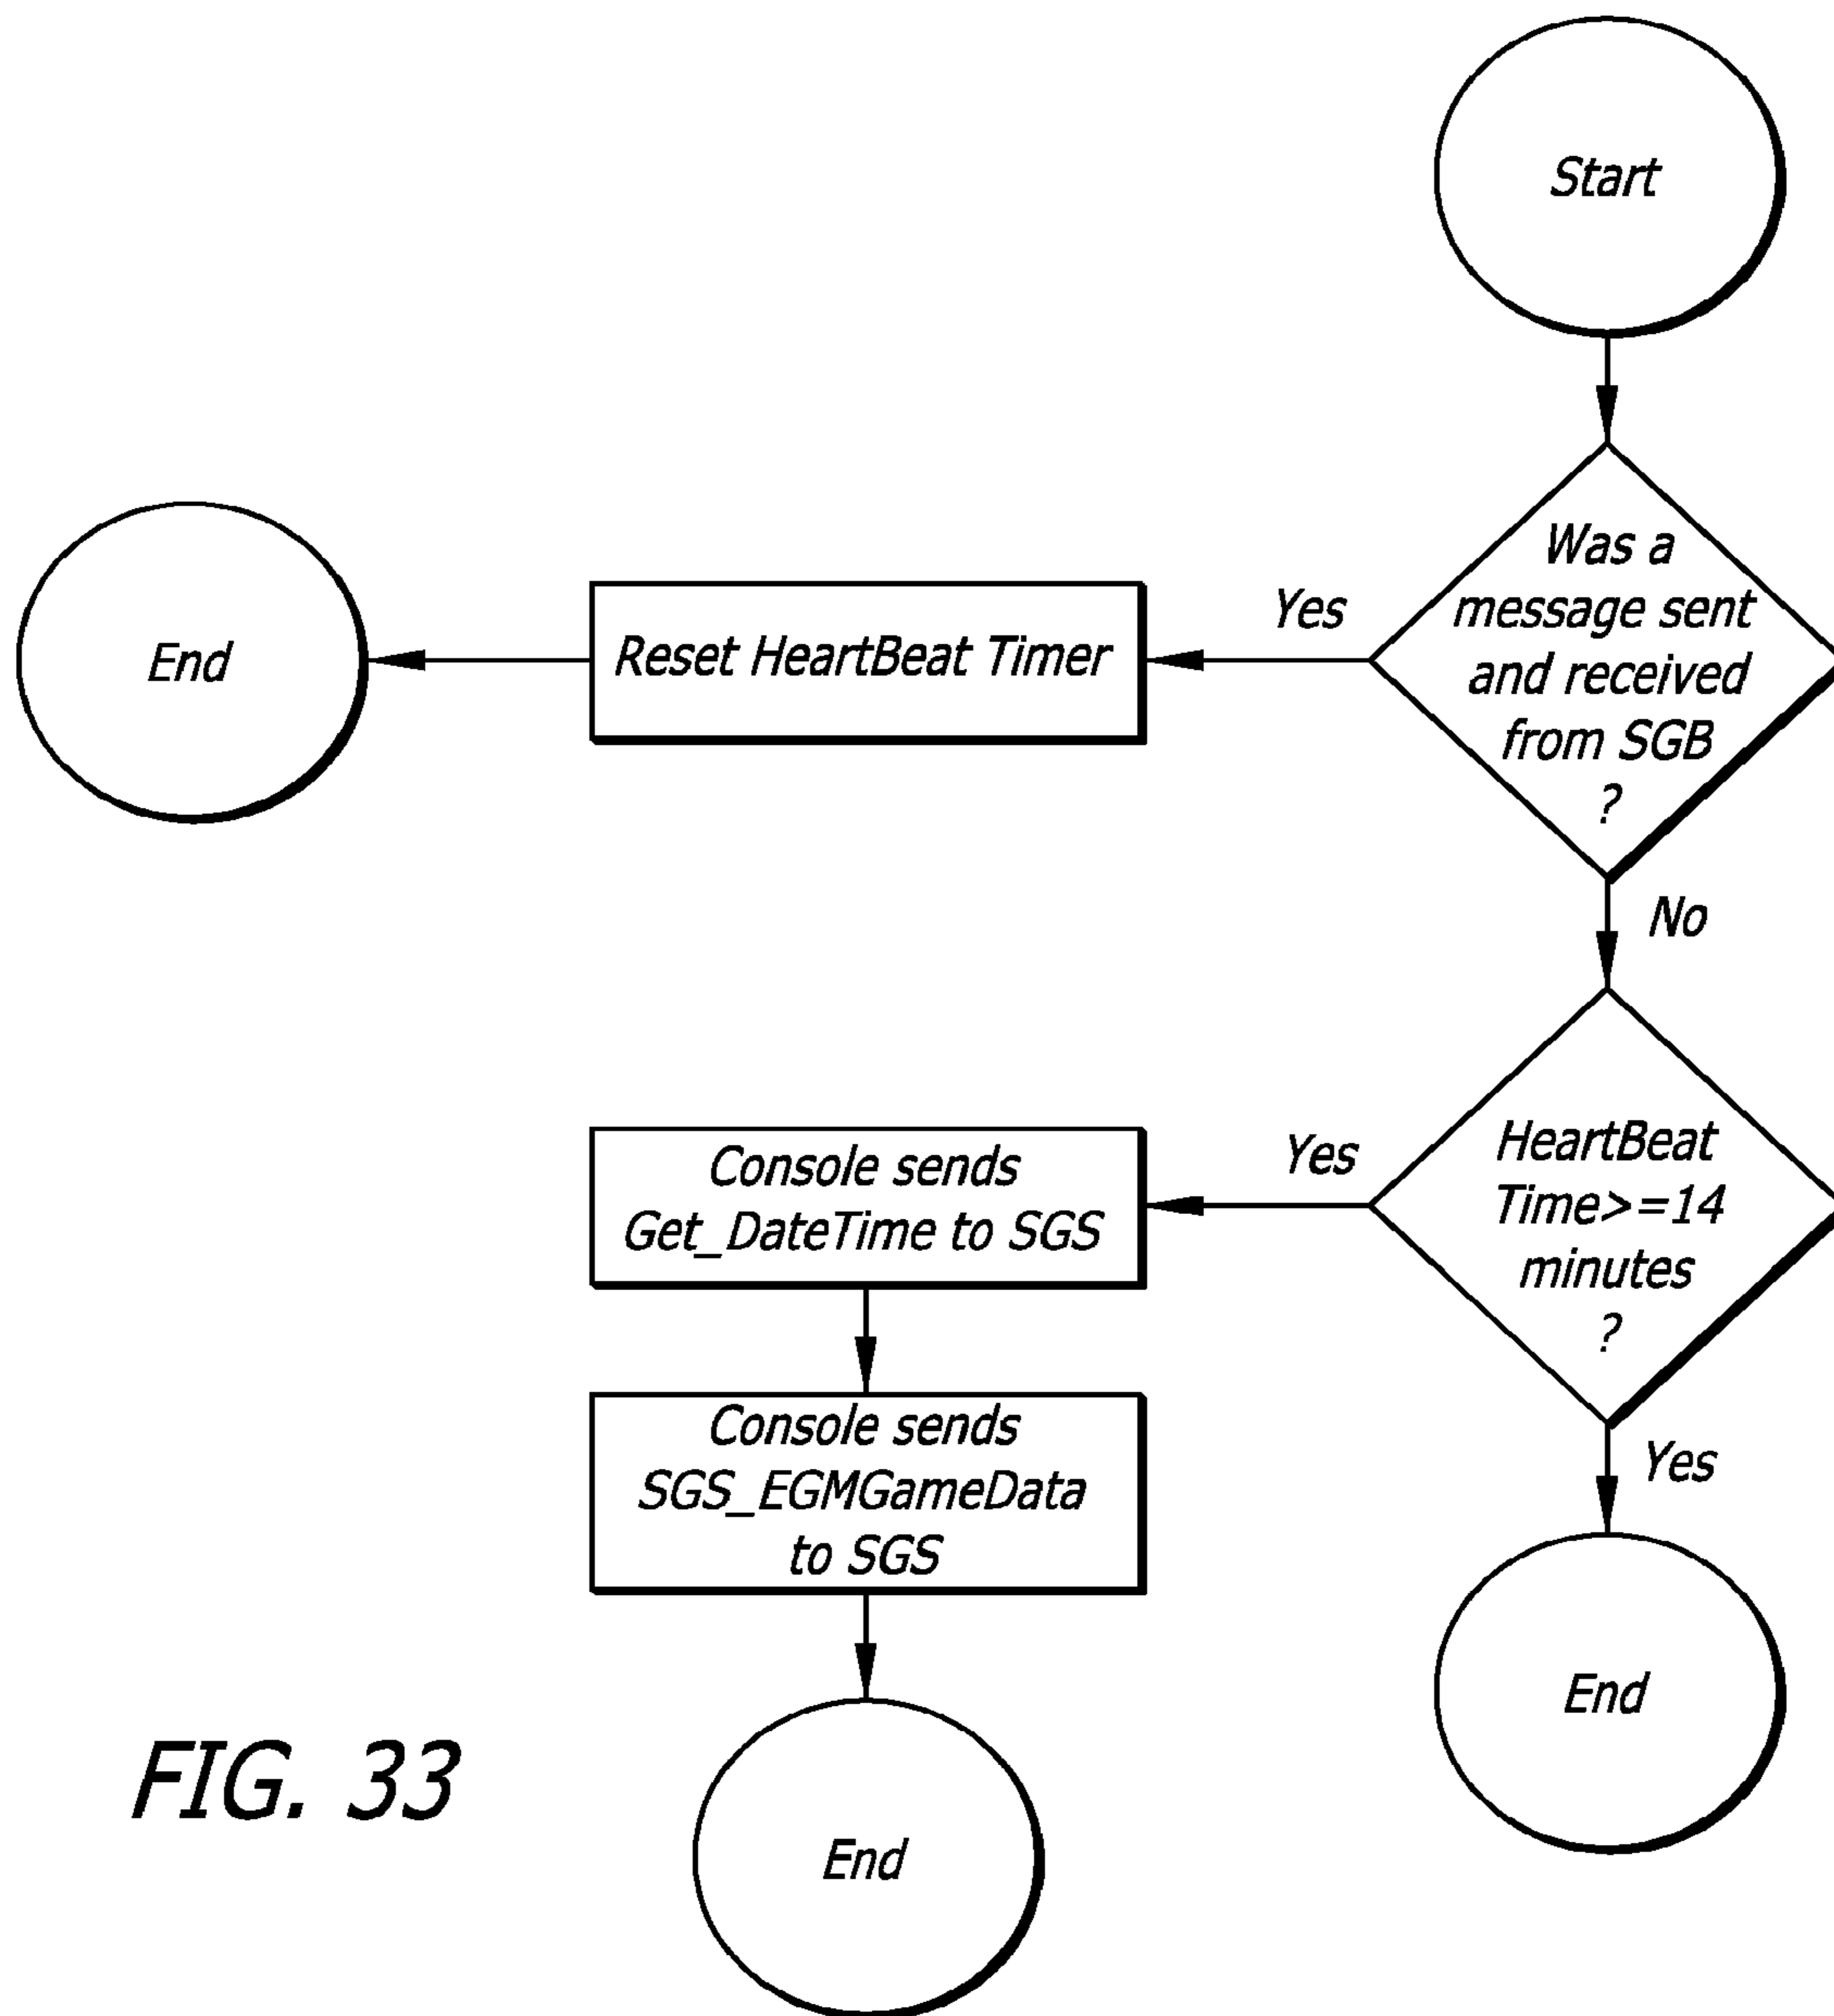 Start
Was a
message sent
and received
from SGB
?
Yes
Reset HeartBeat Timer
End
No
HeartBeat
Time>=14
minutes
?
Yes
Console sends
Get_DateTime to SGS
Console sends
SGS_EGMGameData
to SGS
End
Yes
End
FIG. 33